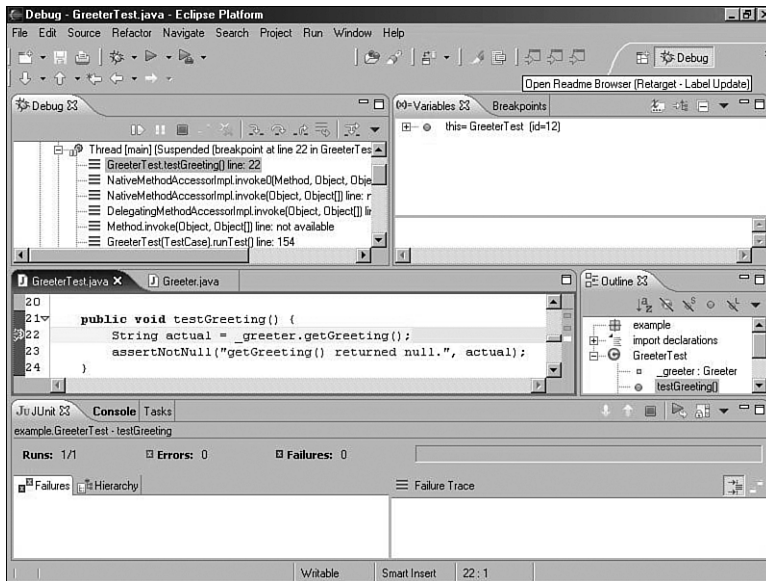 Debug - GreeterTest.java - Eclipse Platform
File Edit Source Refactor Navigate Search Project Run Window Help
Debug
Open Readme Browser (Retarget - Label Update)
Debug
Thread [main] (Suspended (breakpoint at line 22 in GreeterTes
GreeterTest.testGreeting() line: 22
NativeMethodAccessorImpl.invoke0(Method, Object, Obje
NativeMethodAccessorImpl.invoke(Object, Object[]) line: r
DelegatingMethodAccessorImpl.invoke(Object, Object[]) lir
Method.invoke(Object, Object[]) line: not available
GreeterTest(TestCase).runTest() line: 154
(x)= Variables Breakpoints
this= GreeterTest (id=12)
GreeterTest.java Greeter.java
20
21 public void testGreeting() {
22 String actual = _greeter.getGreeting();
23 assertNotNull("getGreeting() returned null.", actual);
24 }
Outline
example
import declarations
GreeterTest
_greeter : Greeter
testGreeting()
JUnit Console Tasks
example.GreeterTest - testGreeting
Runs: 1/1 Errors: 0 Failures: 0
Failures Hierarchy
Failure Trace
Writable Smart Insert 22 : 1